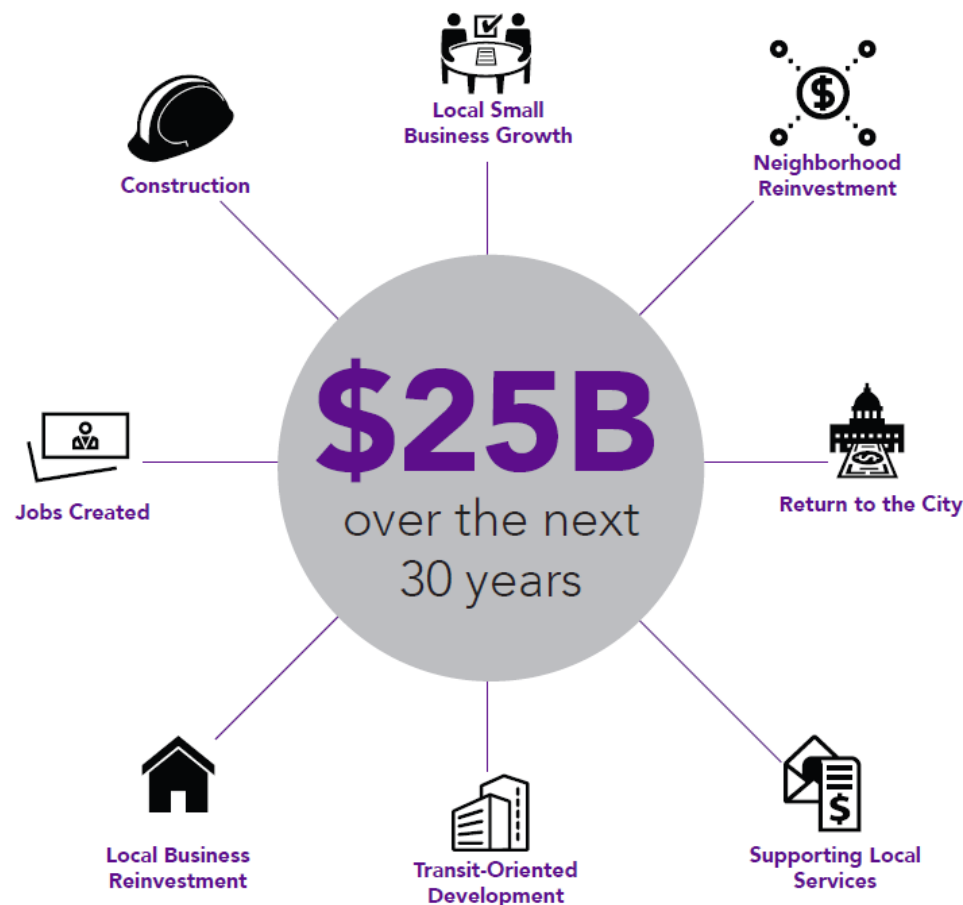 Local Small
Business Growth
Construction
Neighborhood
Reinvestment
$25B
over the next
30 years
Jobs Created
Return to the City
Local Business
Reinvestment
Transit-Oriented
Development
Supporting Local
Services